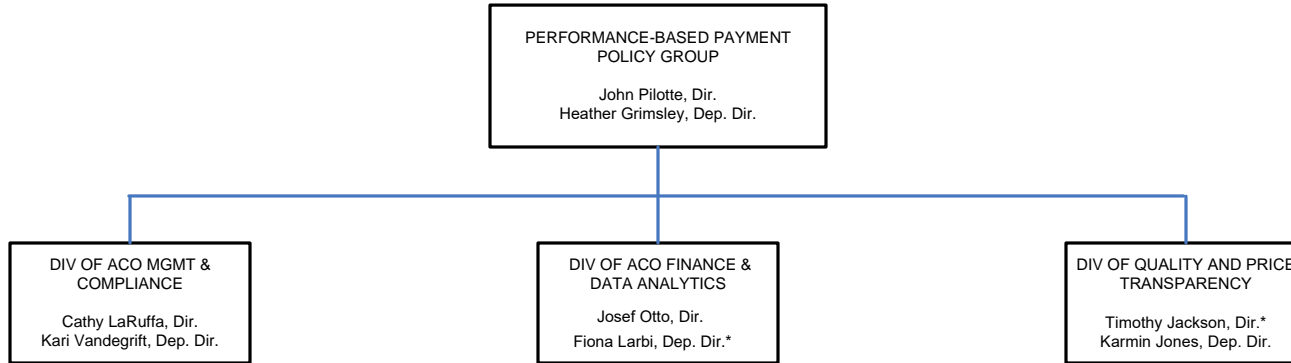 PERFORMANCE-BASED PAYMENT
POLICY GROUP
John Pilotte, Dir.
Heather Grimsley, Dep. Dir.
DIV OF ACO MGMT &
COMPLIANCE
Cathy LaRuffa, Dir.
Kari Vandegrift, Dep. Dir.
DIV OF ACO FINANCE &
DATA ANALYTICS
Josef Otto, Dir.
Fiona Larbi, Dep. Dir.*
DIV OF QUALITY AND PRICE
TRANSPARENCY
Timothy Jackson, Dir.*
Karmin Jones, Dep. Dir.